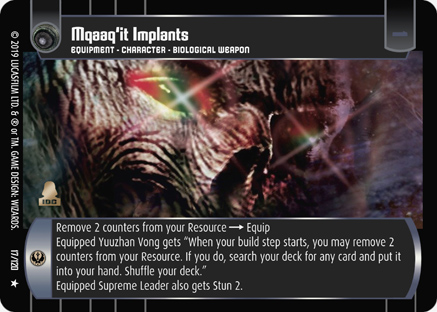 Mqaaq'it Implants
EQUIPMENT - CHARACTER - BIOLOGICAL WEAPON
Remove 2 counters from your Resource → Equip
Equipped Yuuzhan Vong gets “When your build step starts, you may remove 2
counters from your Resource. If you do, search your deck for any card and put it
into your hand. Shuffle your deck.”
Equipped Supreme Leader also gets Stun 2.
© 2019 LUCASFILM LTD. & ® or TM. GAME DESIGN: WIZARDS.
17/120 ★
100